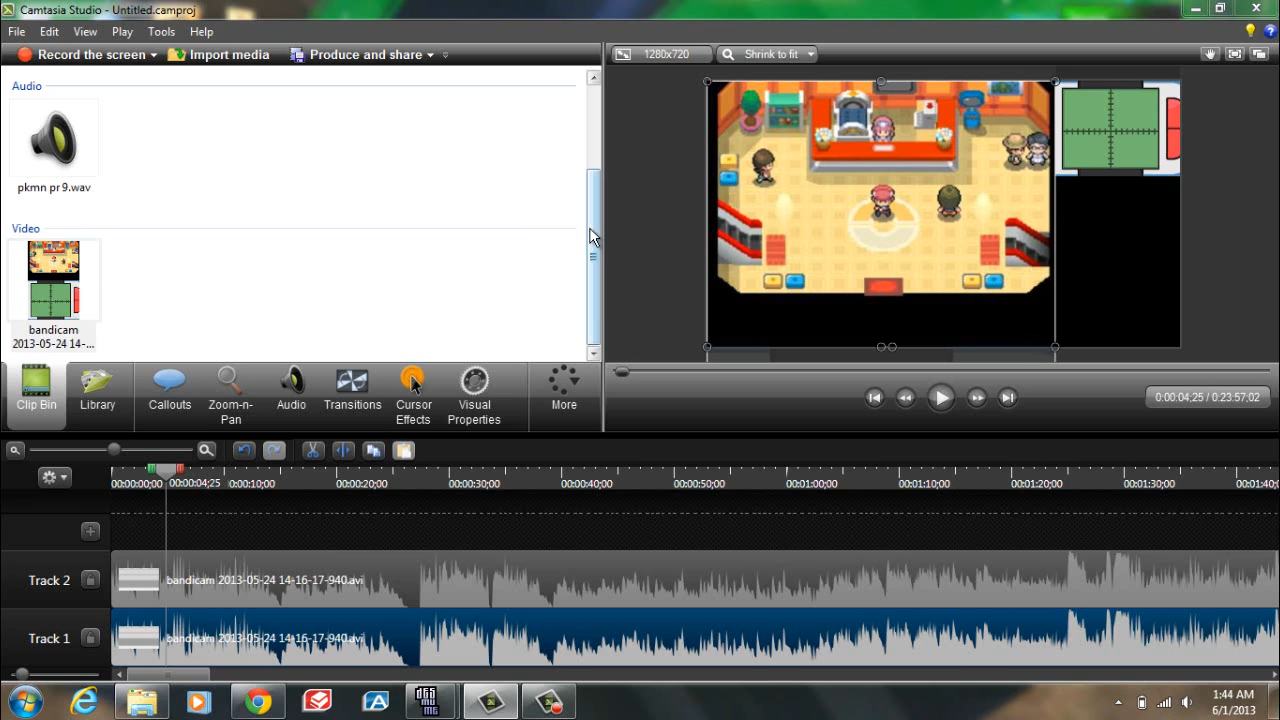 Camtasia Studio - Untitled.camproj
File Edit View Play Tools Help
Record the screen Import media Produce and share
1280x720 Shrink to fit
Audio
pkmn pr 9.wav
Video
bandicam
2013-05-24 14-...
Clip Bin Library Callouts Zoom-n-Pan Audio Transitions Cursor Effects Visual Properties More
0:00:04;25 / 0:23:57;02
00:00:00;00 00:00:04;25 00:00:10;00 00:00:20;00 00:00:30;00 00:00:40;00 00:00:50;00 00:01:00;00 00:01:10;00 00:01:20;00 00:01:30;00 00:01:40;
Track 2 bandicam 2013-05-24 14-16-17-940.avi
Track 1 bandicam 2013-05-24 14-16-17-940.avi
1:44 AM
6/1/2013